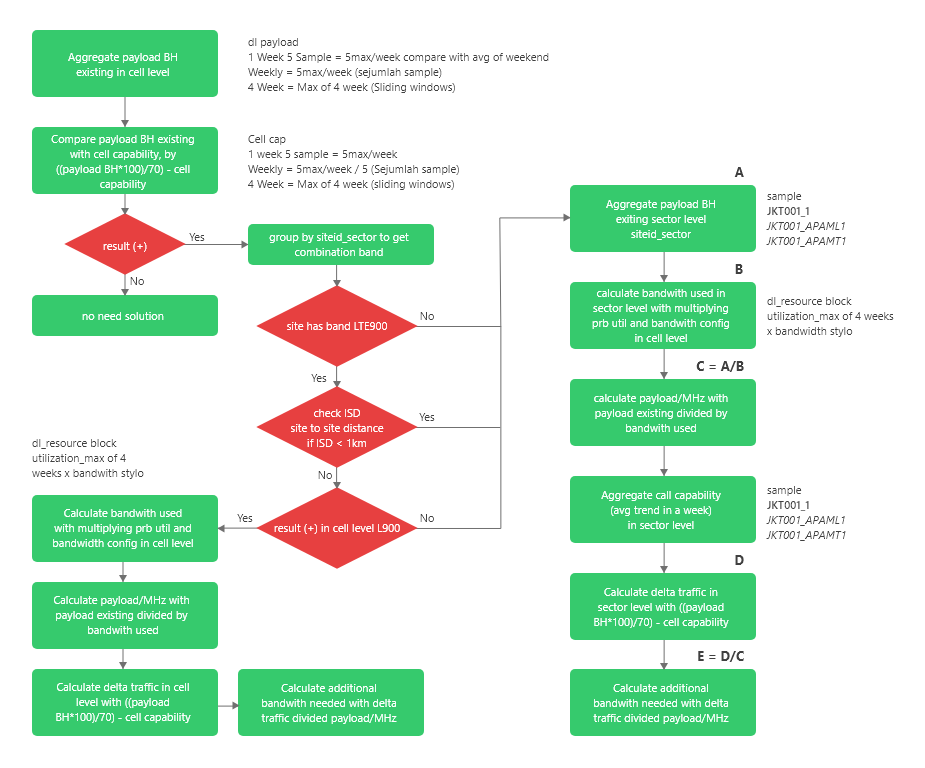 Aggregate payload BH
existing in cell level
dl payload
1 Week 5 Sample = 5max/week compare with avg of weekend
Weekly = 5max/week (sejumlah sample)
4 Week = Max of 4 week (Sliding windows)
Compare payload BH existing
with cell capability, by
((payload BH*100)/70) - cell
capability
Cell cap
1 week 5 sample = 5max/week
Weekly = 5max/week / 5 (Sejumlah sample)
4 Week = Max of 4 week (sliding windows)
result (+)
Yes
No
no need solution
group by siteid_sector to get
combination band
site has band LTE900
No
Yes
check ISD
site to site distance
if ISD < 1km
Yes
No
result (+) in cell level L900
Yes
No
dl_resource block
utilization_max of 4
weeks x bandwith stylo
Calculate bandwith used
with multiplying prb util and
bandwidth config in cell level
Calculate payload/MHz with
payload existing divided by
bandwith used
Calculate delta traffic in cell
level with ((payload
BH*100)/70) - cell capability
Calculate additional
bandwith needed with delta
traffic divided payload/MHz
A
Aggregate payload BH
exiting sector level
siteid_sector
sample
JKT001_1
JKT001_APAML1
JKT001_APAMT1
B
calculate bandwith used in
sector level with multiplying
prb util and bandwith config
in cell level
dl_resource block
utilization_max of 4 weeks
x bandwidth stylo
C = A/B
calculate payload/MHz with
payload existing divided by
bandwith used
Aggregate call capability
(avg trend in a week)
in sector level
sample
JKT001_1
JKT001_APAML1
JKT001_APAMT1
D
Calculate delta traffic in
sector level with ((payload
BH*100)/70) - cell capability
E = D/C
Calculate additional
bandwith needed with delta
traffic divided payload/MHz